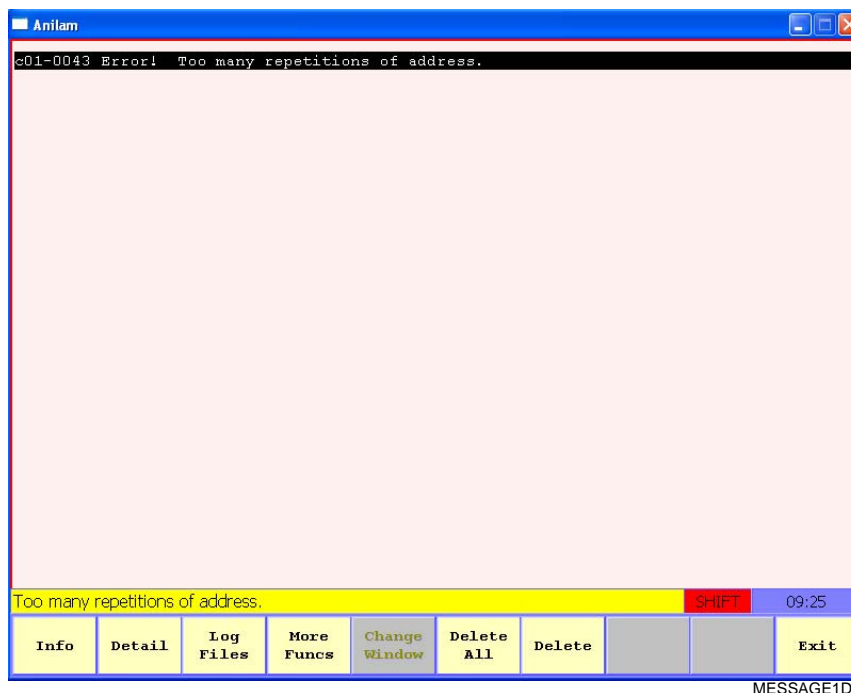 Anilam
c01-0043 Error! Too many repetitions of address.
Too many repetitions of address. SHIFT 09:25
Info Detail Log Files More Funcs Change Window Delete All Delete Exit
MESSAGE1D